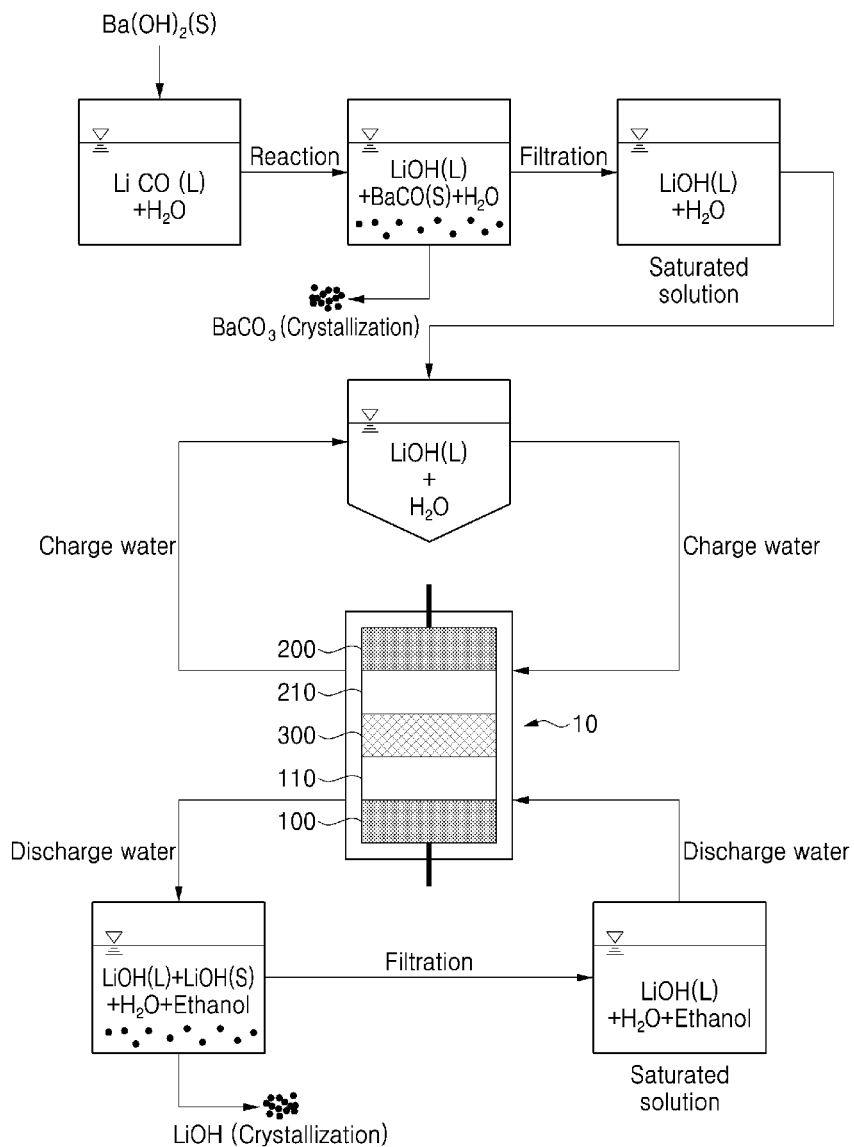 Ba(OH)₂(S)
Li CO (L)
+H₂O
Reaction
LiOH(L)
+BaCO(S)+H₂O
Filtration
LiOH(L)
+H₂O
Saturated
solution
BaCO₃(Crystallization)
LiOH(L)
+
H₂O
Charge water
Charge water
200
210
300
110
100
10
Discharge water
Discharge water
LiOH(L)+LiOH(S)
+H₂O+Ethanol
Filtration
LiOH(L)
+H₂O+Ethanol
Saturated
solution
LiOH (Crystallization)